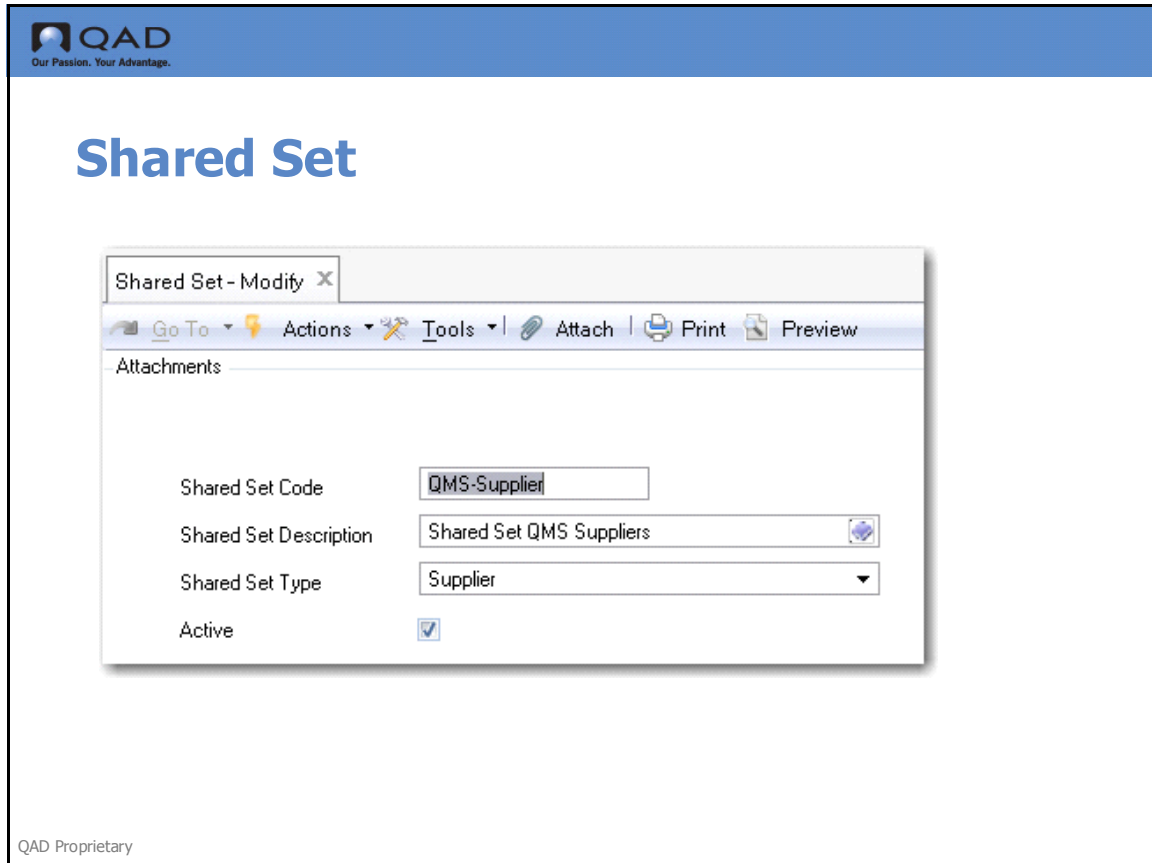 QAD
Our Passion. Your Advantage.
Shared Set
Shared Set - Modify
Go To Actions Tools Attach Print Preview
Attachments
Shared Set Code QMS-Supplier
Shared Set Description Shared Set QMS Suppliers
Shared Set Type Supplier
Active
QAD Proprietary